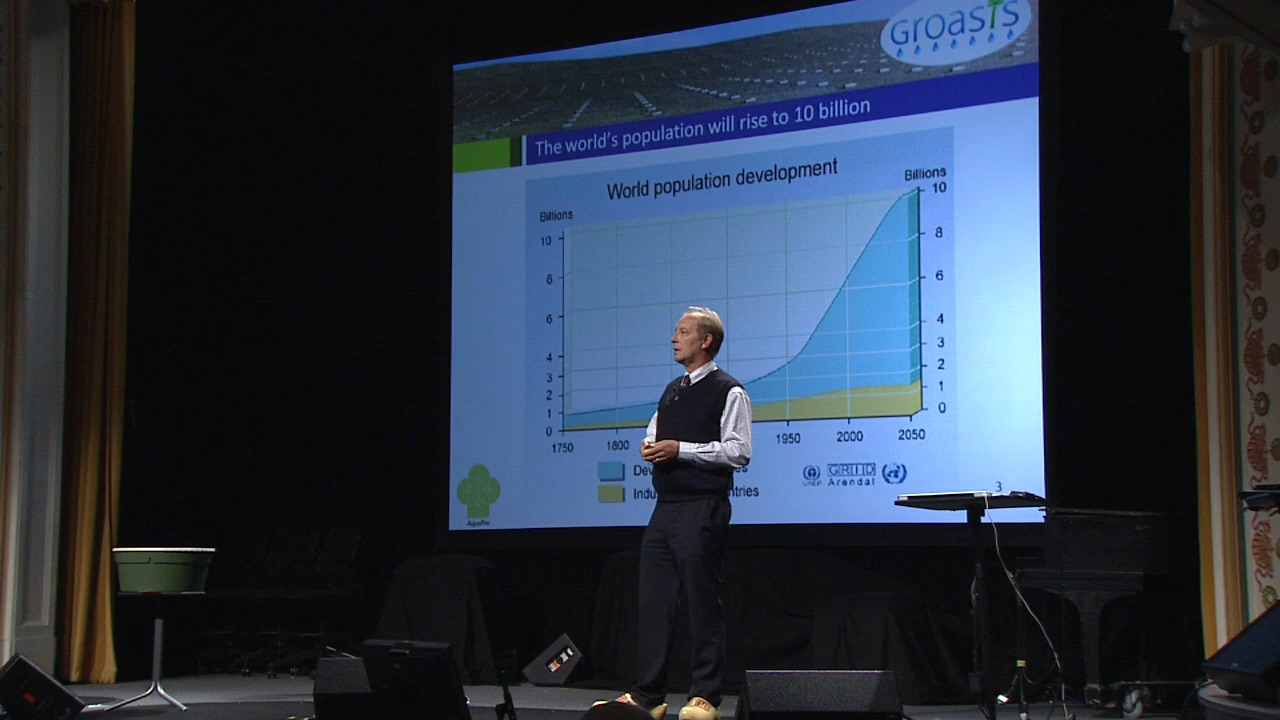 GROASIS
The world's population will rise to 10 billion
World population development
Billions
Billions
10
8
6
4
3
2
1
0
10
8
6
4
3
2
1
0
1750
1800
1950
2000
2050
UNEP
GRID
Arendal
3
AquaPro